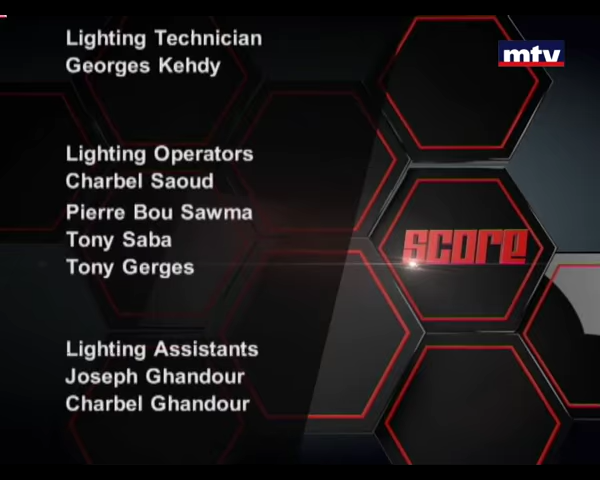 Lighting Technician
Georges Kehdy
mtv
Lighting Operators
Charbel Saoud
Pierre Bou Sawma
Tony Saba
Tony Gerges
score
Lighting Assistants
Joseph Ghandour
Charbel Ghandour